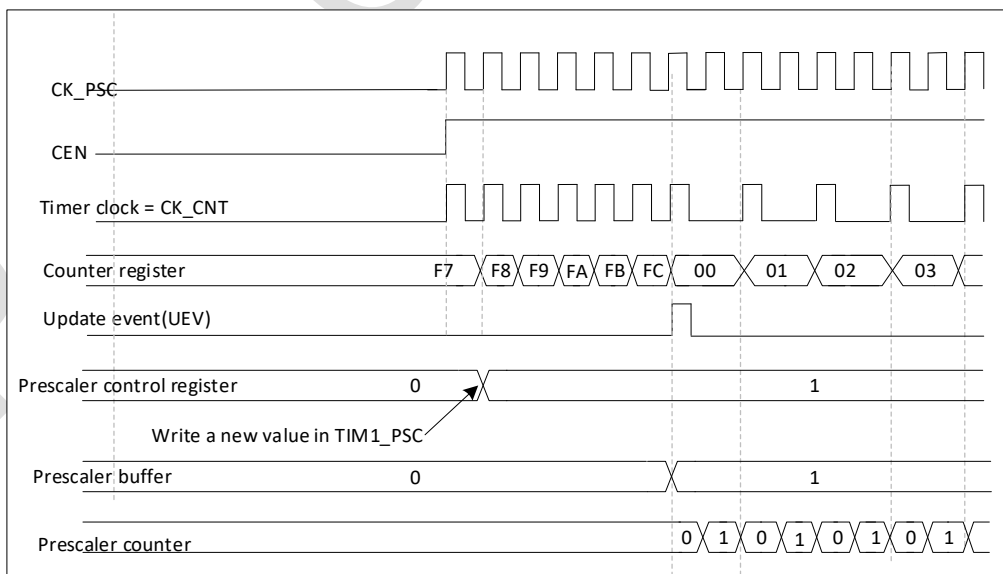 CK_PSC
CEN
Timer clock = CK_CNT
Counter register F7 F8 F9 FA FB FC 00 01 02 03
Update event(UEV)
Prescaler control register 0 1
Write a new value in TIM1_PSC
Prescaler buffer 0 1
Prescaler counter 0 1 0 1 0 1 0 1